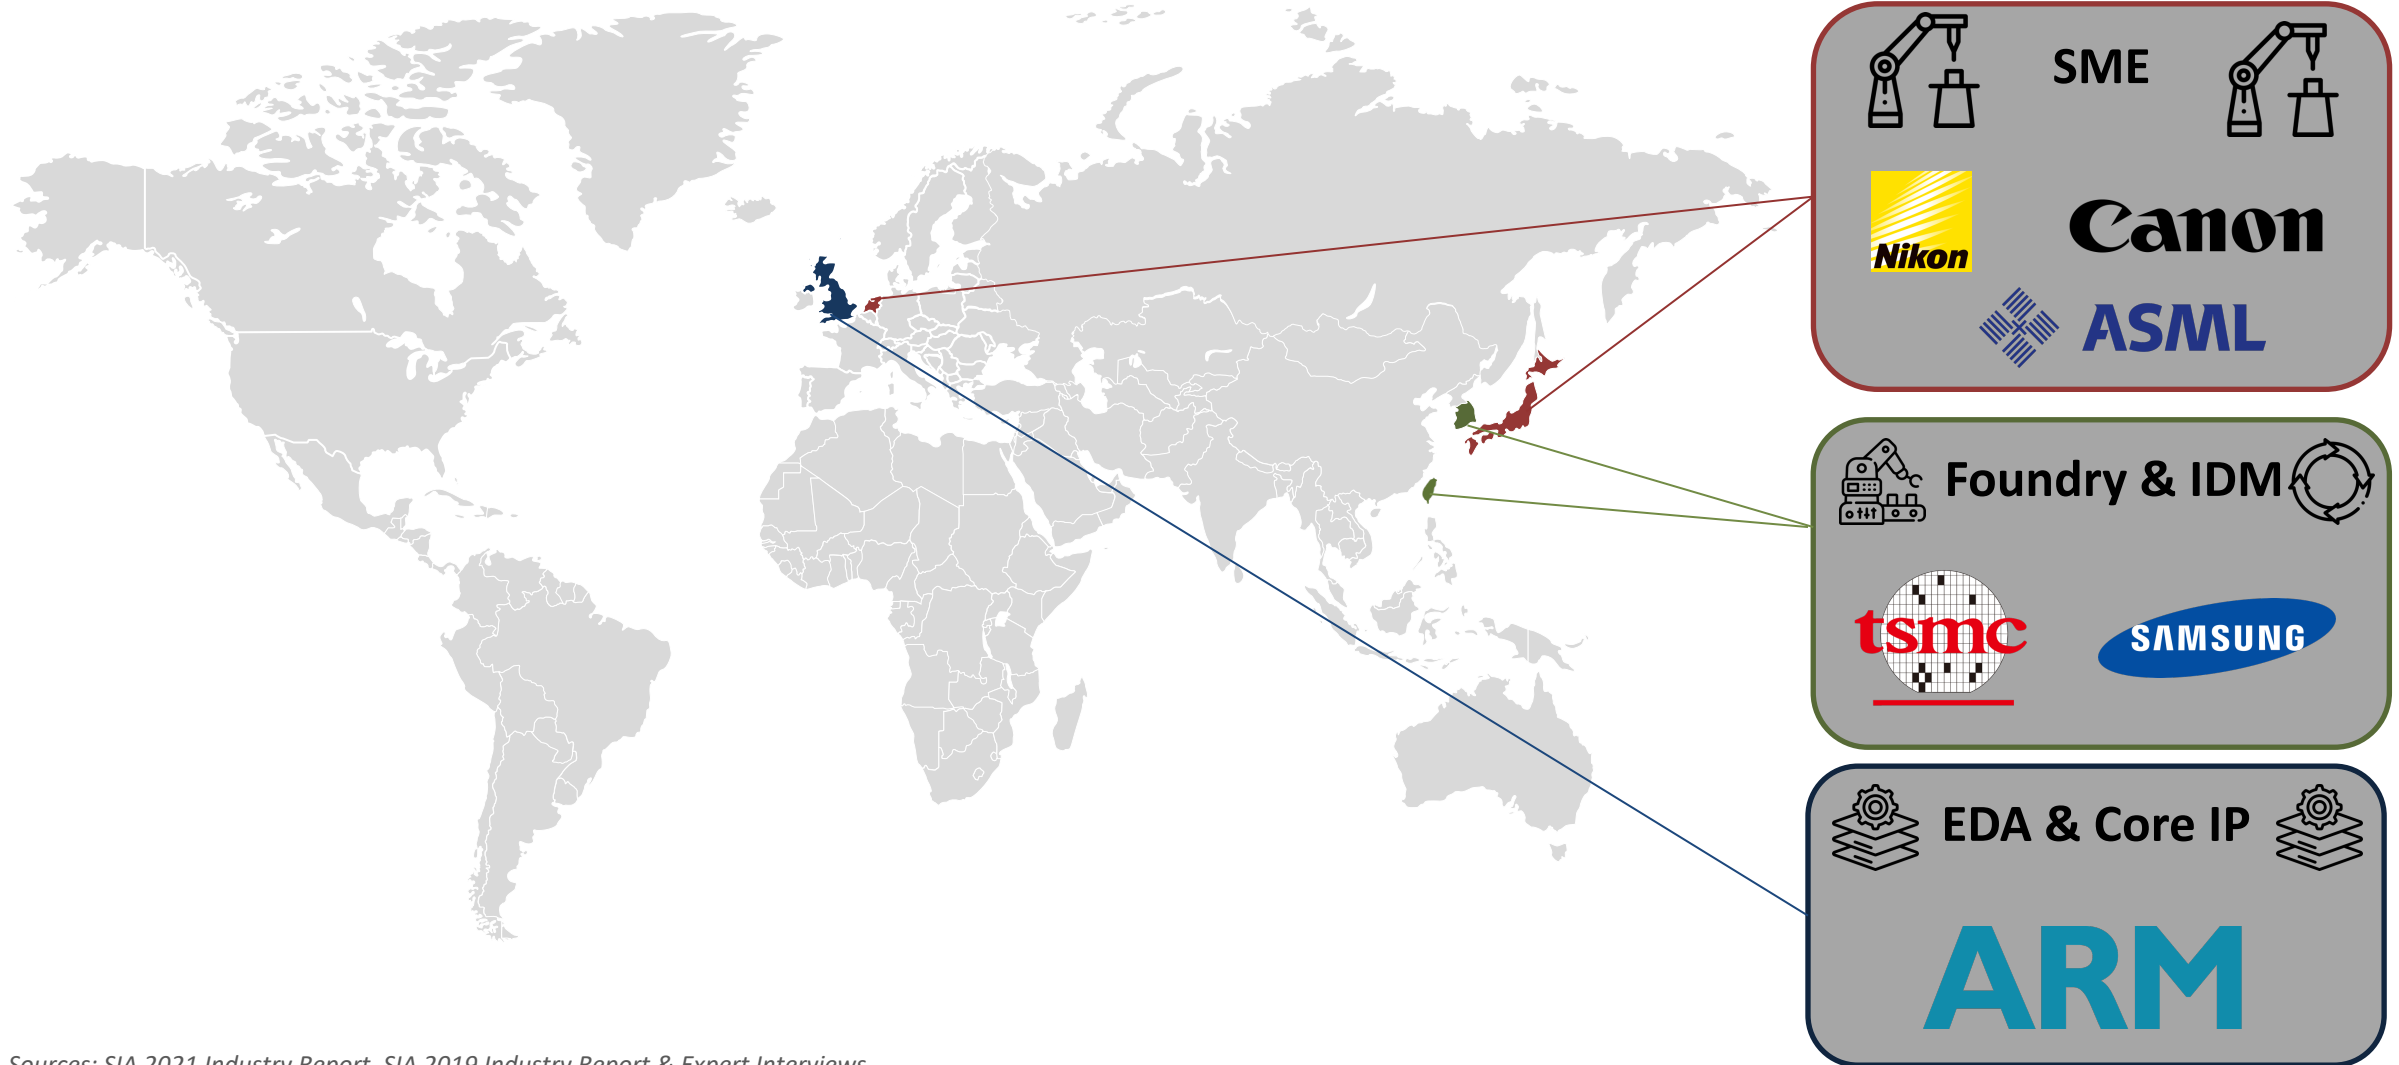 SME
Nikon
Canon
ASML
Foundry & IDM
tsmc
SAMSUNG
EDA & Core IP
ARM
Sources: SIA 2021 Industry Report, SIA 2019 Industry Report & Expert Interviews